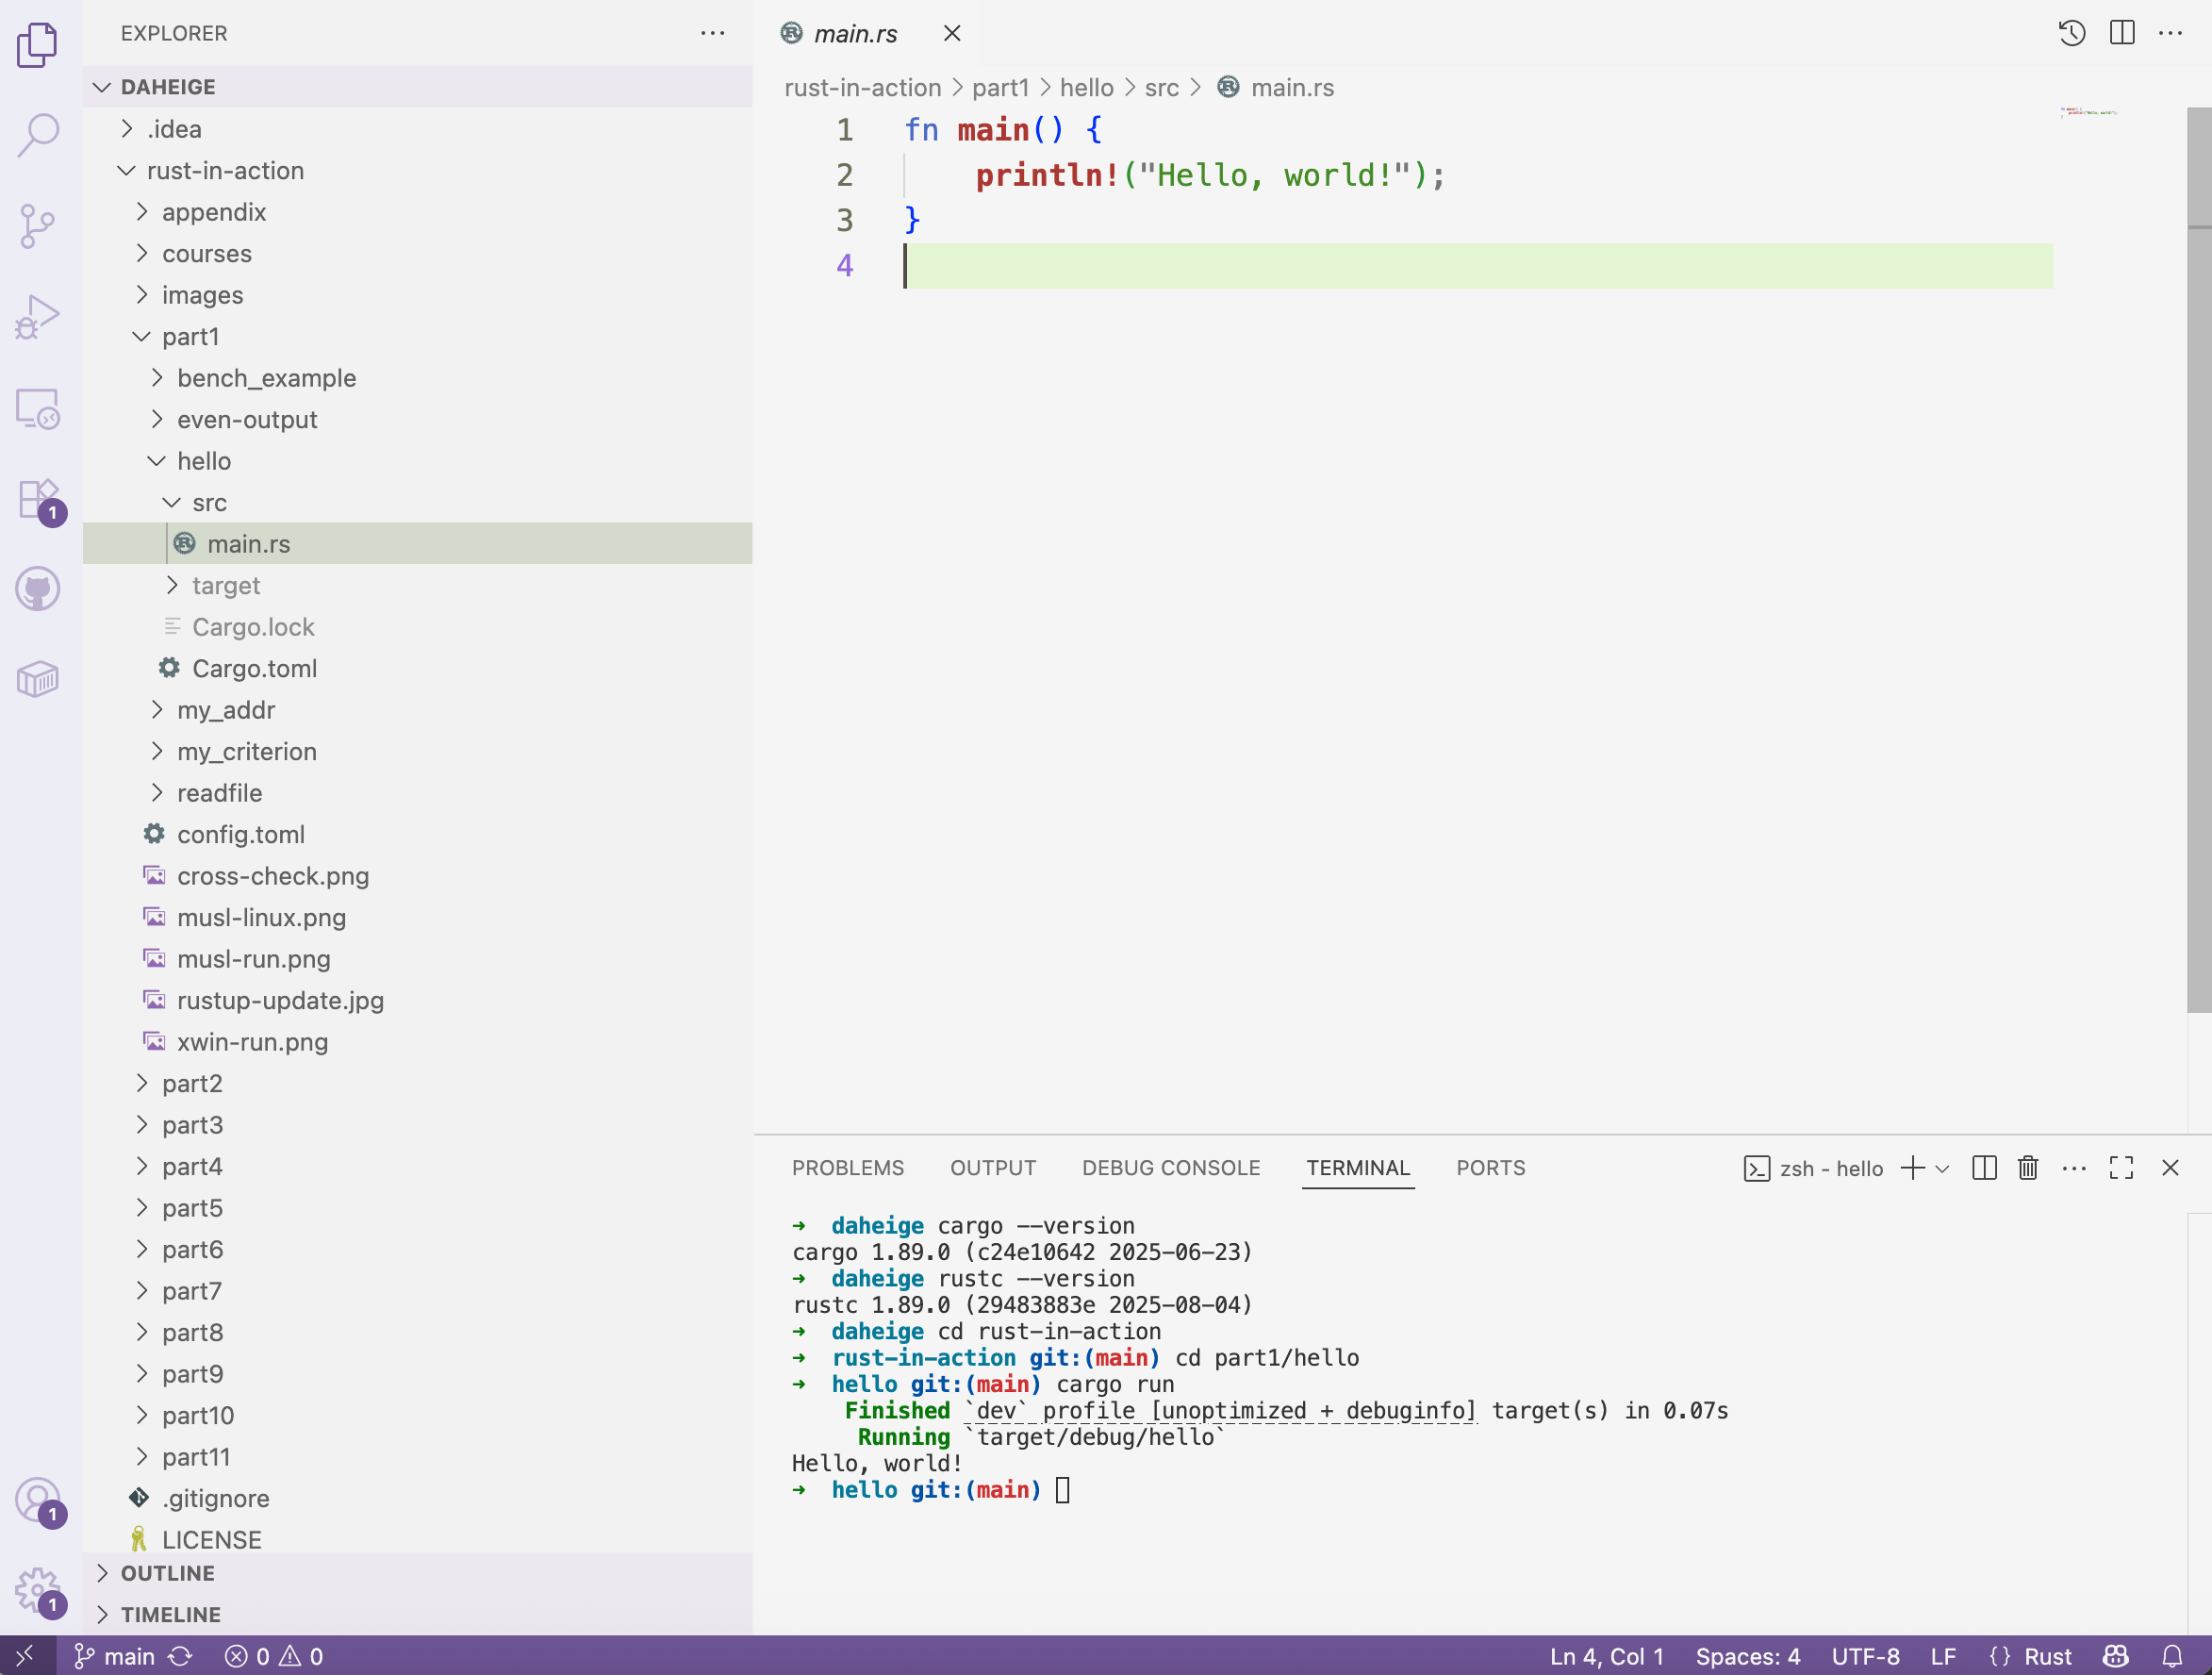 EXPLORER
DAHEIGE
.idea
rust-in-action
appendix
courses
images
part1
bench_example
even-output
hello
src
main.rs
target
Cargo.lock
Cargo.toml
my_addr
my_criterion
readfile
config.toml
cross-check.png
musl-linux.png
musl-run.png
rustup-update.jpg
xwin-run.png
part2
part3
part4
part5
part6
part7
part8
part9
part10
part11
.gitignore
LICENSE
OUTLINE
TIMELINE
1
1
1
main.rs
rust-in-action > part1 > hello > src > main.rs
1 fn main() {
2     println!("Hello, world!");
3 }
4
PROBLEMS OUTPUT DEBUG CONSOLE TERMINAL PORTS zsh - hello
➜  daheige cargo --version
cargo 1.89.0 (c24e10642 2025-06-23)
➜  daheige rustc --version
rustc 1.89.0 (29483883e 2025-08-04)
➜  daheige cd rust-in-action
➜  rust-in-action git:(main) cd part1/hello
➜  hello git:(main) cargo run
    Finished `dev` profile [unoptimized + debuginfo] target(s) in 0.07s
     Running `target/debug/hello`
Hello, world!
➜  hello git:(main)
main 0 0 Ln 4, Col 1 Spaces: 4 UTF-8 LF {} Rust